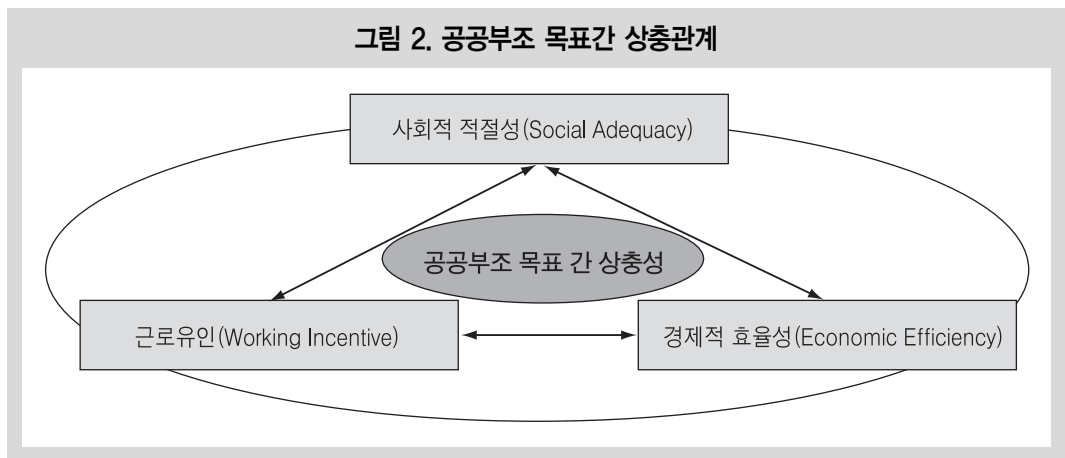 그림 2. 공공부조 목표간 상충관계
사회적 적절성(Social Adequacy)
공공부조 목표 간 상충성
근로유인(Working Incentive)
경제적 효율성(Economic Efficiency)